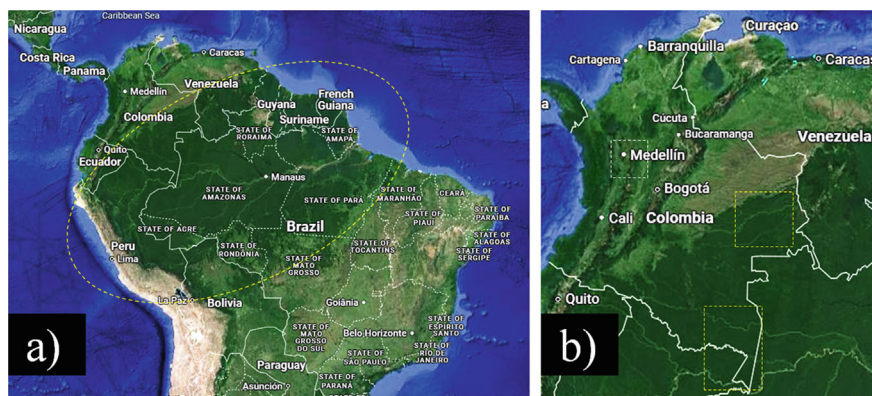 Caribbean Sea
Nicaragua
Costa Rica
Panama
Caracas
Venezuela
Medellín
Colombia
Guyana
French
Guiana
Suriname
STATE OF
RORAIMA
STATE OF
AMAPÁ
Quito
Ecuador
Manaus
STATE OF
AMAZONAS
STATE OF PARÁ
STATE OF
MARANHÃO
CEARÁ
STATE OF
PARAÍBA
STATE OF
PIAUÍ
STATE OF
ALAGOAS
STATE OF
SERGIPE
STATE OF ACRE
Brazil
STATE OF
TOCANTINS
Peru
Lima
STATE OF
RONDÔNIA
STATE OF
MATO
GROSSO
La Paz
Bolivia
Goiânia
STATE OF
MATO
GROSSO
DO SUL
Belo Horizonte
STATE OF
ESPÍRITO
SANTO
STATE OF
RIO DE
JANEIRO
STATE OF
SÃO PAULO
Paraguay
Asunción
STATE OF
PARANÁ
a)
Curaçao
Barranquilla
Cartagena
Caracas
a
Cúcuta
Bucaramanga
Venezuela
Medellín
Bogotá
Cali
Colombia
Quito
b)